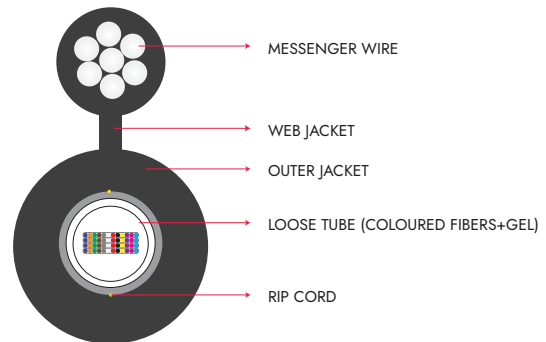 MESSENGER WIRE
WEB JACKET
OUTER JACKET
LOOSE TUBE (COLOURED FIBERS+GEL)
RIP CORD